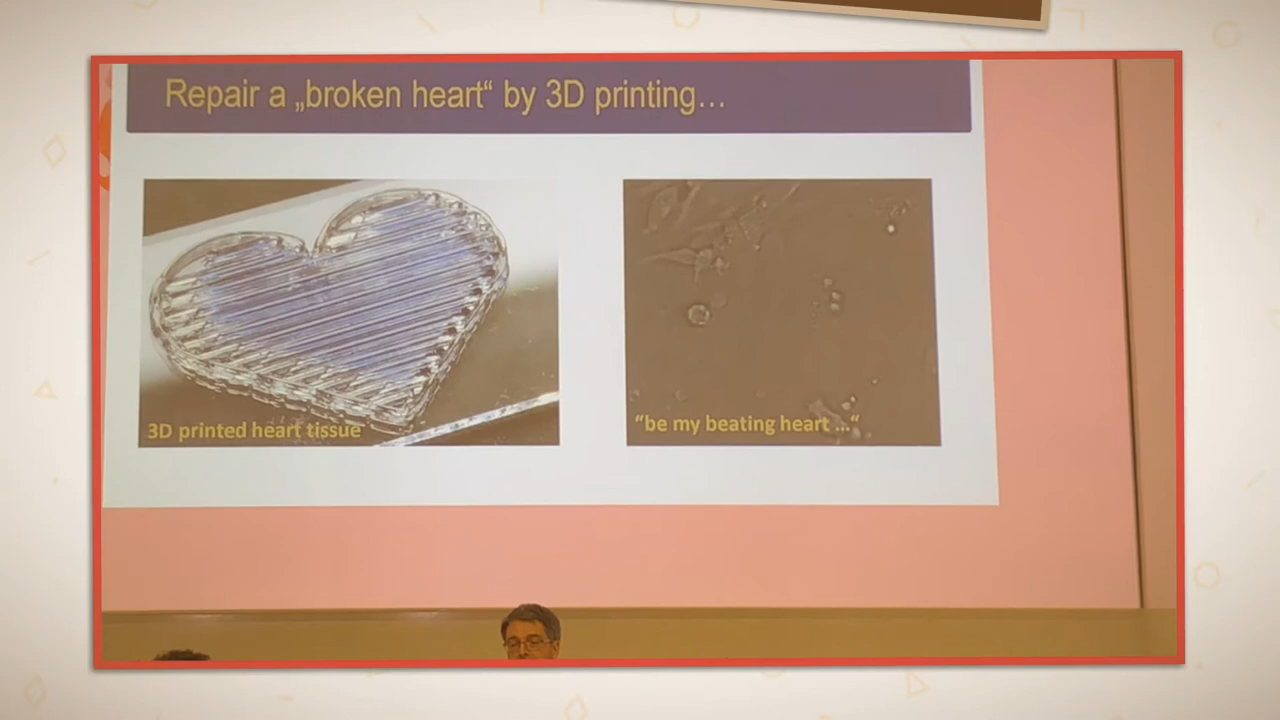 Repair a „broken heart“ by 3D printing…
3D printed heart tissue
“be my beating heart ...“